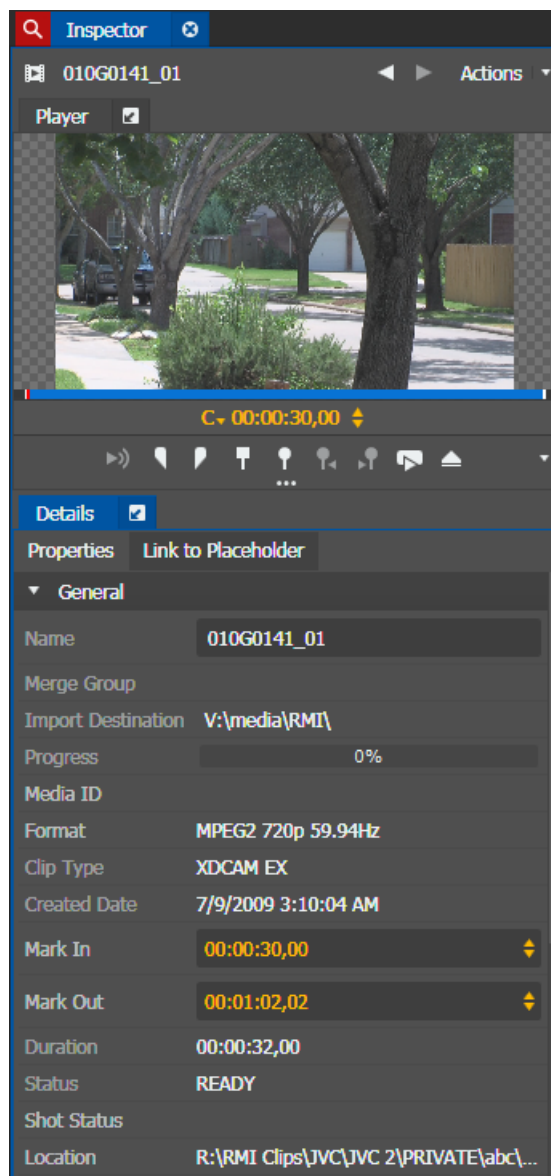 Inspector
010G0141_01 Actions
Player
C 00:00:30,00
Details
Properties Link to Placeholder
General
Name 010G0141_01
Merge Group
Import Destination V:\media\RMI\
Progress 0%
Media ID
Format MPEG2 720p 59.94Hz
Clip Type XDCAM EX
Created Date 7/9/2009 3:10:04 AM
Mark In 00:00:30,00
Mark Out 00:01:02,02
Duration 00:00:32,00
Status READY
Shot Status
Location R:\RMI Clips\JVC\JVC 2\PRIVATE\abc\...